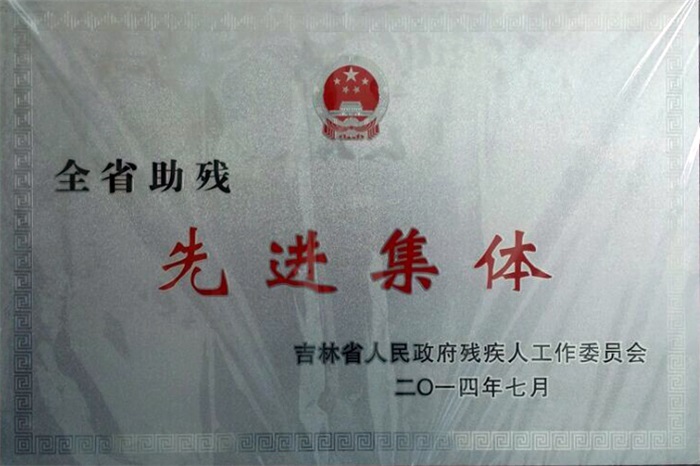 全省助残
先进集体
吉林省人民政府残疾人工作委员会
二〇一四年七月